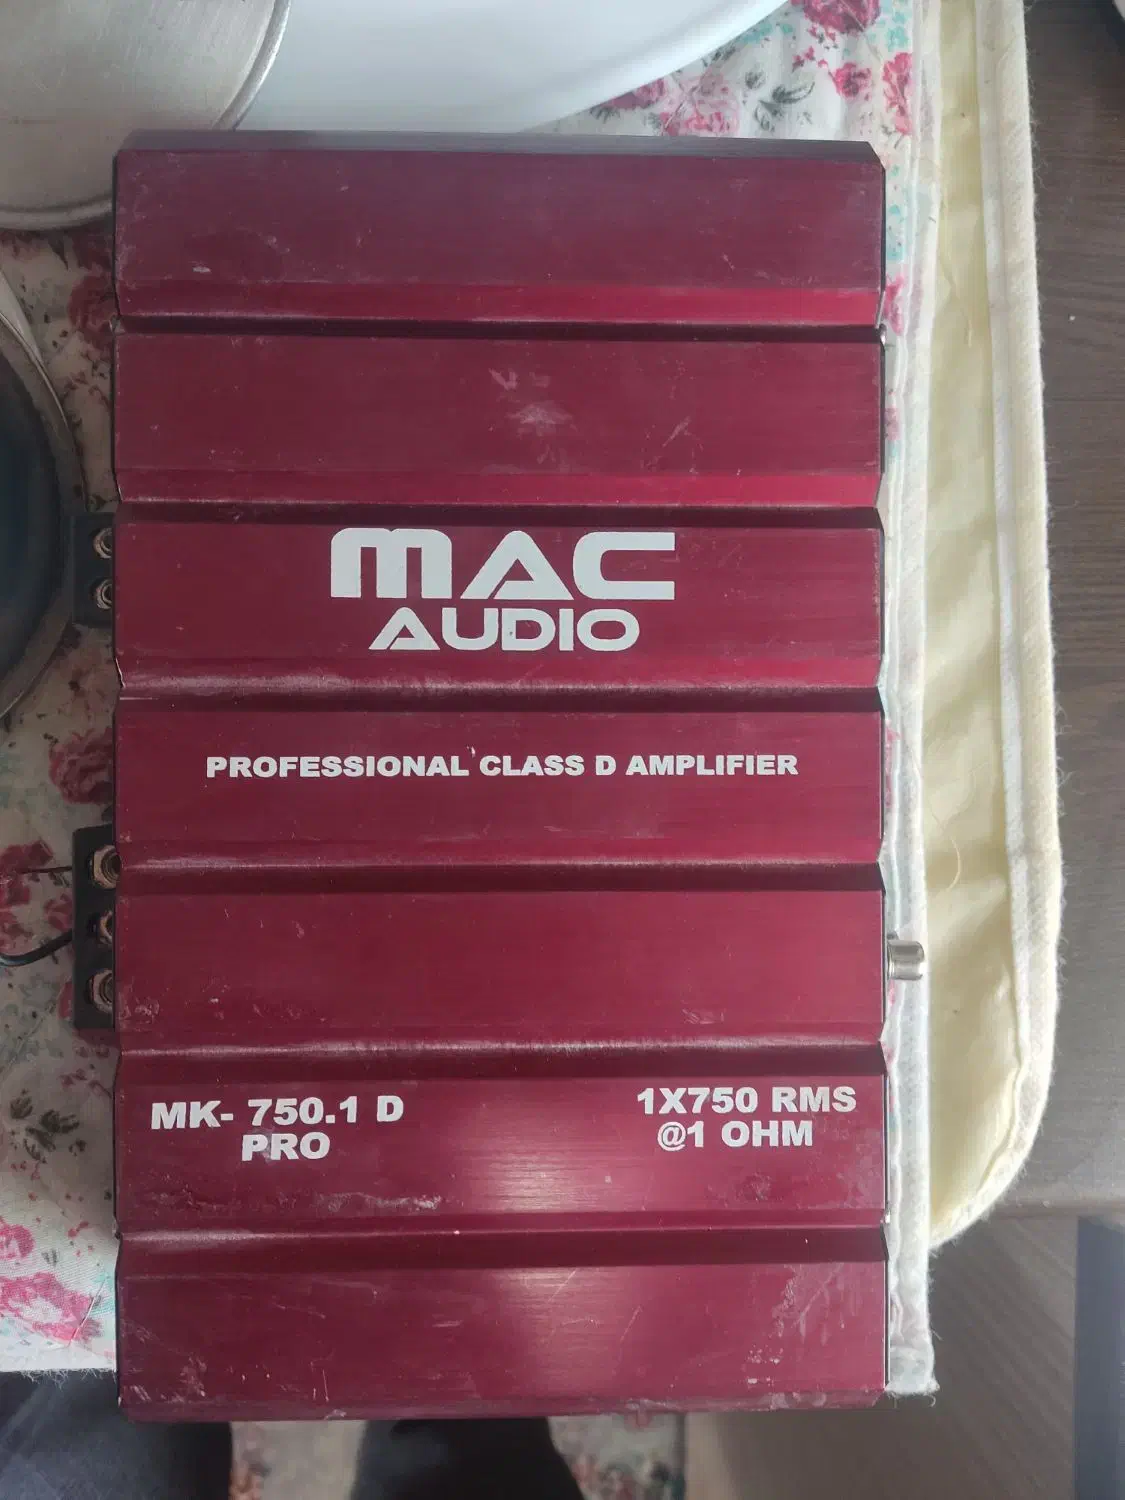 MAC
AUDIO
PROFESSIONAL CLASS D AMPLIFIER
MK- 750.1 D
PRO
1X750 RMS
@1 OHM